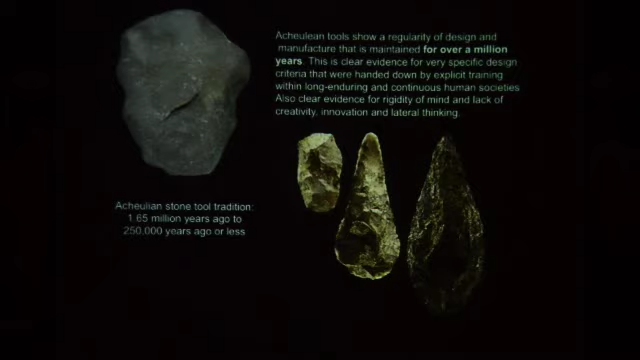 Acheulean tools show a regularity of design and
manufacture that is maintained for over a million
years. This is clear evidence for very specific design
criteria that were handed down by explicit training
within long-enduring and continuous human societies
Also clear evidence for rigidity of mind and lack of
creativity, innovation and lateral thinking.
Acheulian stone tool tradition:
1.65 million years ago to
250,000 years ago or less